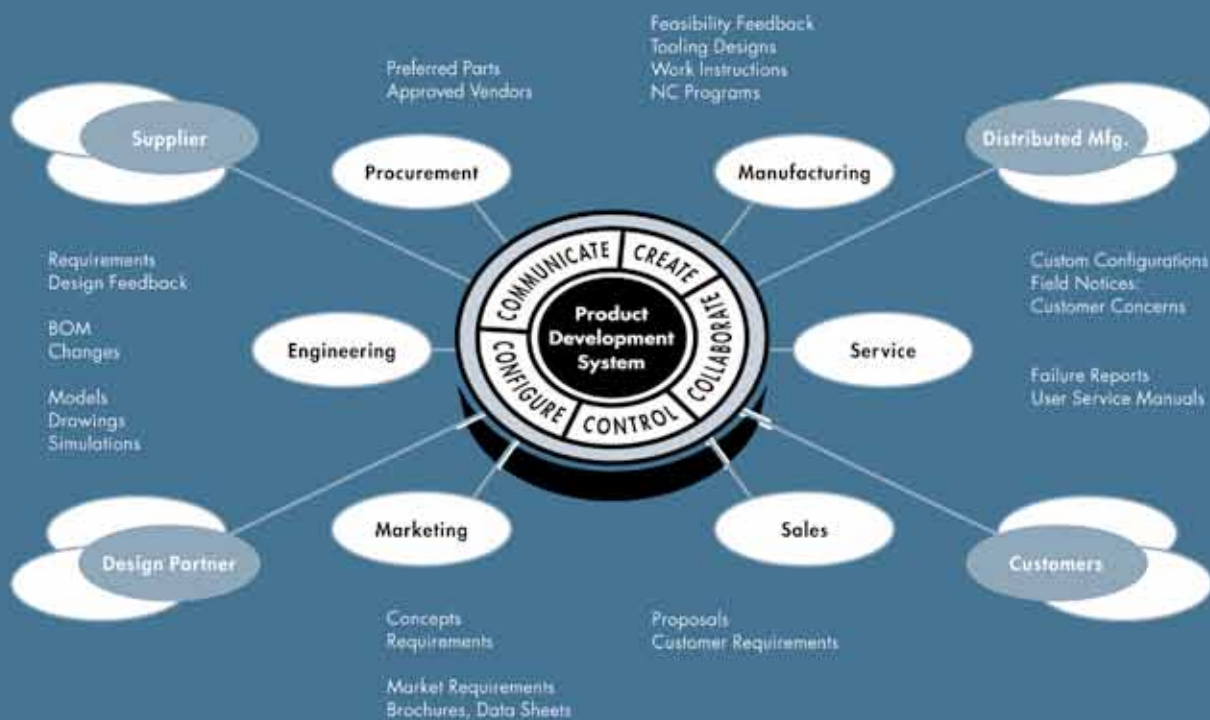 Feasibility Feedback
Tooling Designs
Work Instructions
NC Programs
Preferred Parts
Approved Vendors
Supplier
Distributed Mfg.
Procurement
Manufacturing
COMMUNICATE
CREATE
COLLABORATE
CONTROL
CONFIGURE
Product
Development
System
Requirements
Design Feedback
BOM
Changes
Models
Drawings
Simulations
Engineering
Service
Custom Configurations
Field Notices:
Customer Concerns
Failure Reports
User Service Manuals
Marketing
Sales
Design Partner
Customers
Concepts
Requirements
Market Requirements
Brochures, Data Sheets
Proposals
Customer Requirements